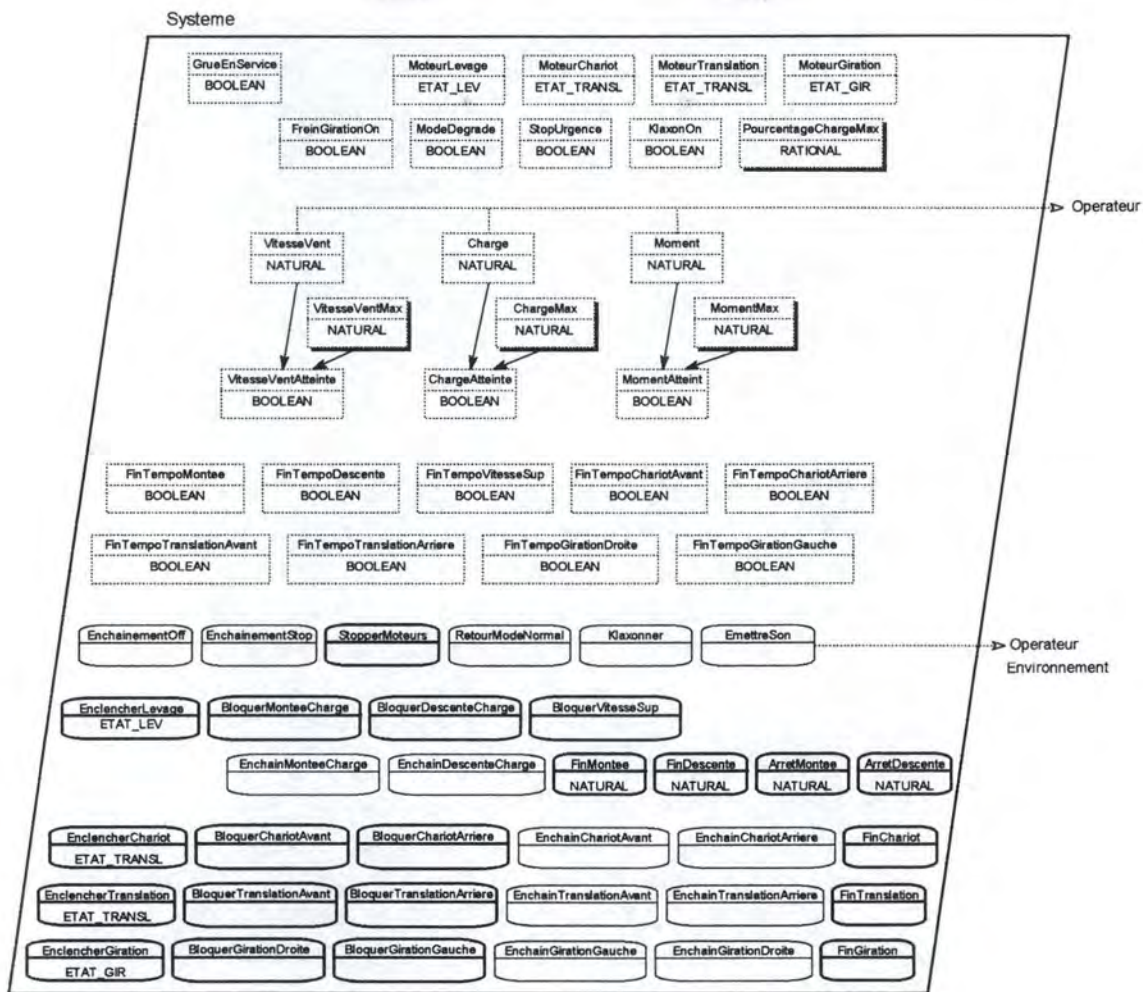 Systeme
GrueEnService
BOOLEAN
MoteurLevage
ETAT_LEV
MoteurChariot
ETAT_TRANSL
MoteurTranslation
ETAT_TRANSL
MoteurGiration
ETAT_GIR
FreinGirationOn
BOOLEAN
ModeDegrade
BOOLEAN
StopUrgence
BOOLEAN
KlaxonOn
BOOLEAN
PourcentageChargeMax
RATIONAL
Operateur
VitesseVent
NATURAL
Charge
NATURAL
Moment
NATURAL
VitesseVentMax
NATURAL
ChargeMax
NATURAL
MomentMax
NATURAL
VitesseVentAtteinte
BOOLEAN
ChargeAtteinte
BOOLEAN
MomentAtteint
BOOLEAN
FinTempoMontee
BOOLEAN
FinTempoDescente
BOOLEAN
FinTempoVitesseSup
BOOLEAN
FinTempoChariotAvant
BOOLEAN
FinTempoChariotArriere
BOOLEAN
FinTempoTranslationAvant
BOOLEAN
FinTempoTranslationArriere
BOOLEAN
FinTempoGirationDroite
BOOLEAN
FinTempoGirationGauche
BOOLEAN
EnchainementOff
EnchainementStop
StopperMoteurs
RetourModeNormal
Klaxonner
EmettreSon
Operateur
Environnement
EnclencherLevage
ETAT_LEV
BloquerMonteeCharge
BloquerDescenteCharge
BloquerVitesseSup
EnchainMonteeCharge
EnchainDescenteCharge
FinMontee
NATURAL
FinDescente
NATURAL
ArretMontee
NATURAL
ArretDescente
NATURAL
EnclencherChariot
ETAT_TRANSL
BloquerChariotAvant
BloquerChariotArriere
EnchainChariotAvant
EnchainChariotArriere
FinChariot
EnclencherTranslation
ETAT_TRANSL
BloquerTranslationAvant
BloquerTranslationArriere
EnchainTranslationAvant
EnchainTranslationArriere
FinTranslation
EnclencherGiration
ETAT_GIR
BloquerGirationDroite
BloquerGirationGauche
EnchainGirationGauche
EnchainGirationDroite
FinGiration